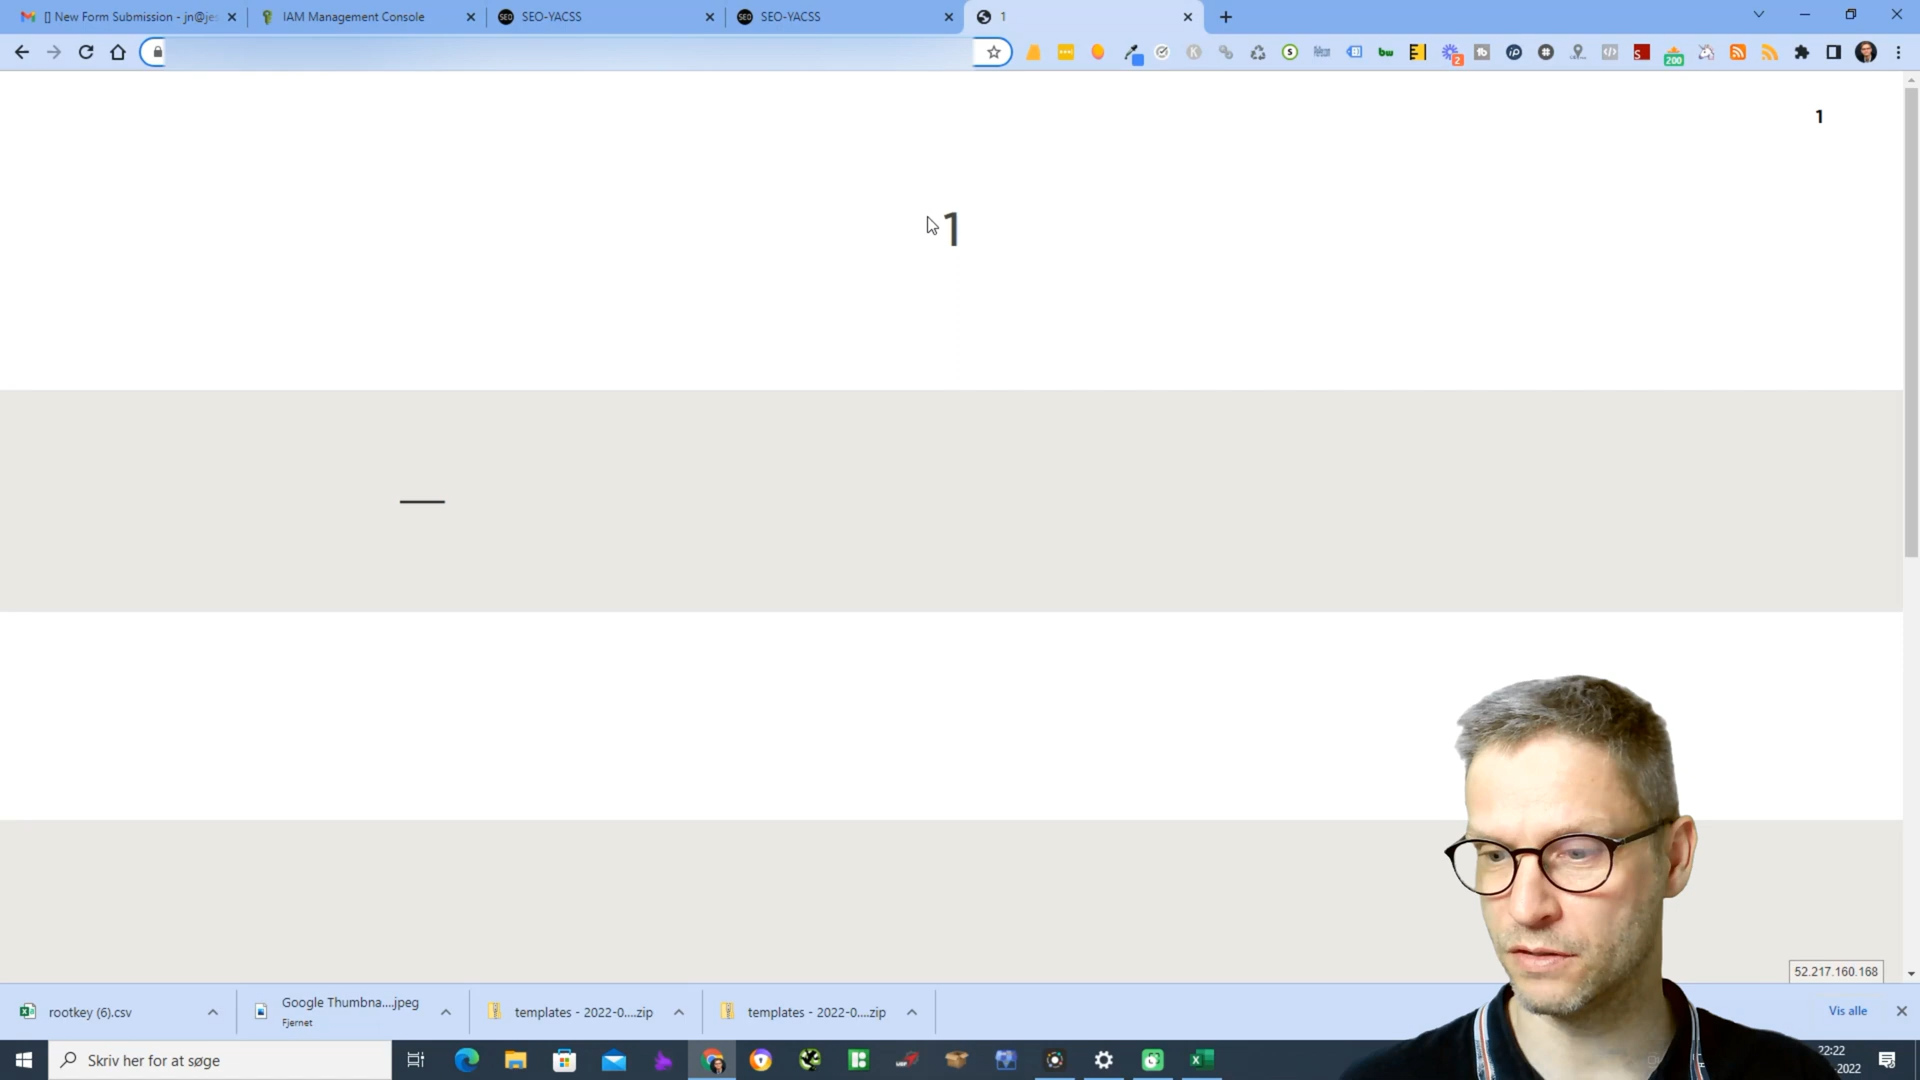 [] New Form Submission - jn@je
IAM Management Console
SEO-YACSS
SEO-YACSS
1
2
200
1
1
52.217.160.168
rootkey (6).csv
Google Thumbna....jpeg
Fjernet
templates - 2022-0....zip
templates - 2022-0....zip
Vis alle
Skriv her for at søge
22:22
-2022